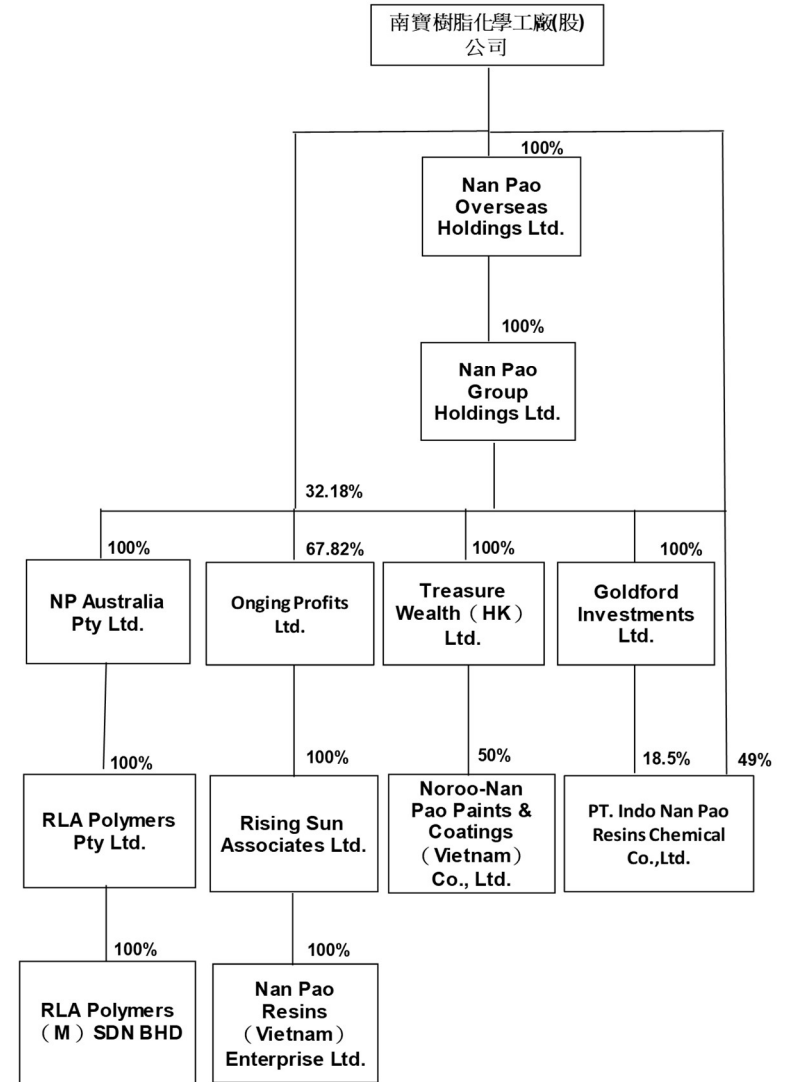 南寶樹脂化學工廠(股)
公司
100%
Nan Pao
Overseas
Holdings Ltd.
100%
Nan Pao
Group
Holdings Ltd.
32.18%
100%
67.82%
100%
100%
NP Australia
Pty Ltd.
Onging Profits
Ltd.
Treasure
Wealth（HK）
Ltd.
Goldford
Investments
Ltd.
100%
100%
50%
18.5%
49%
RLA Polymers
Pty Ltd.
Rising Sun
Associates Ltd.
Noroo-Nan
Pao Paints &
Coatings
（Vietnam）
Co., Ltd.
PT. Indo Nan Pao
Resins Chemical
Co.,Ltd.
100%
100%
RLA Polymers
（M）SDN BHD
Nan Pao
Resins
（Vietnam）
Enterprise Ltd.